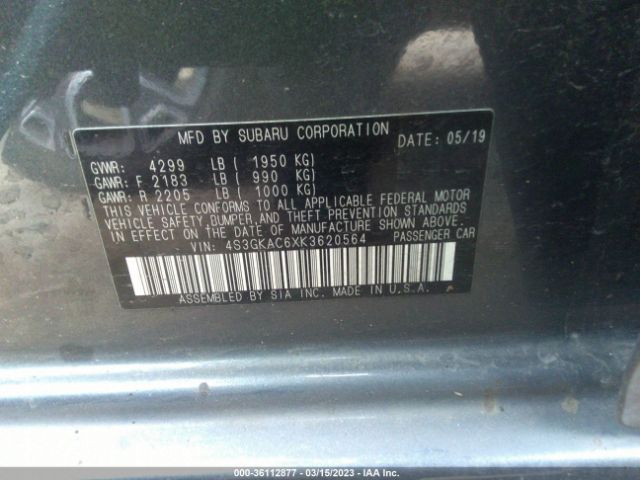 MFD BY SUBARU CORPORATION DATE: 05/19
GVWR: 4299 LB ( 1950 KG)
GAWR: F 2183 LB ( 990 KG)
GAWR: R 2205 LB ( 1000 KG)
THIS VEHICLE CONFORMS TO ALL APPLICABLE FEDERAL MOTOR
VEHICLE SAFETY,BUMPER,AND THEFT PREVENTION STANDARDS
IN EFFECT ON THE DATE OF MANUFACTURE SHOWN ABOVE.
VIN: 4S3GKAC6XK3620564 PASSENGER CAR
ASSEMBLED BY SIA INC. MADE IN U.S.A.
000-36112877 - 03/15/2023 - IAA Inc.